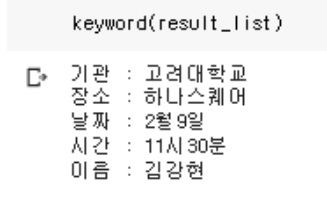 keyword(result_list)
기관 : 고려대학교
장소 : 하나스퀘어
날짜 : 2월 9일
시간 : 11시 30분
이름 : 김강현